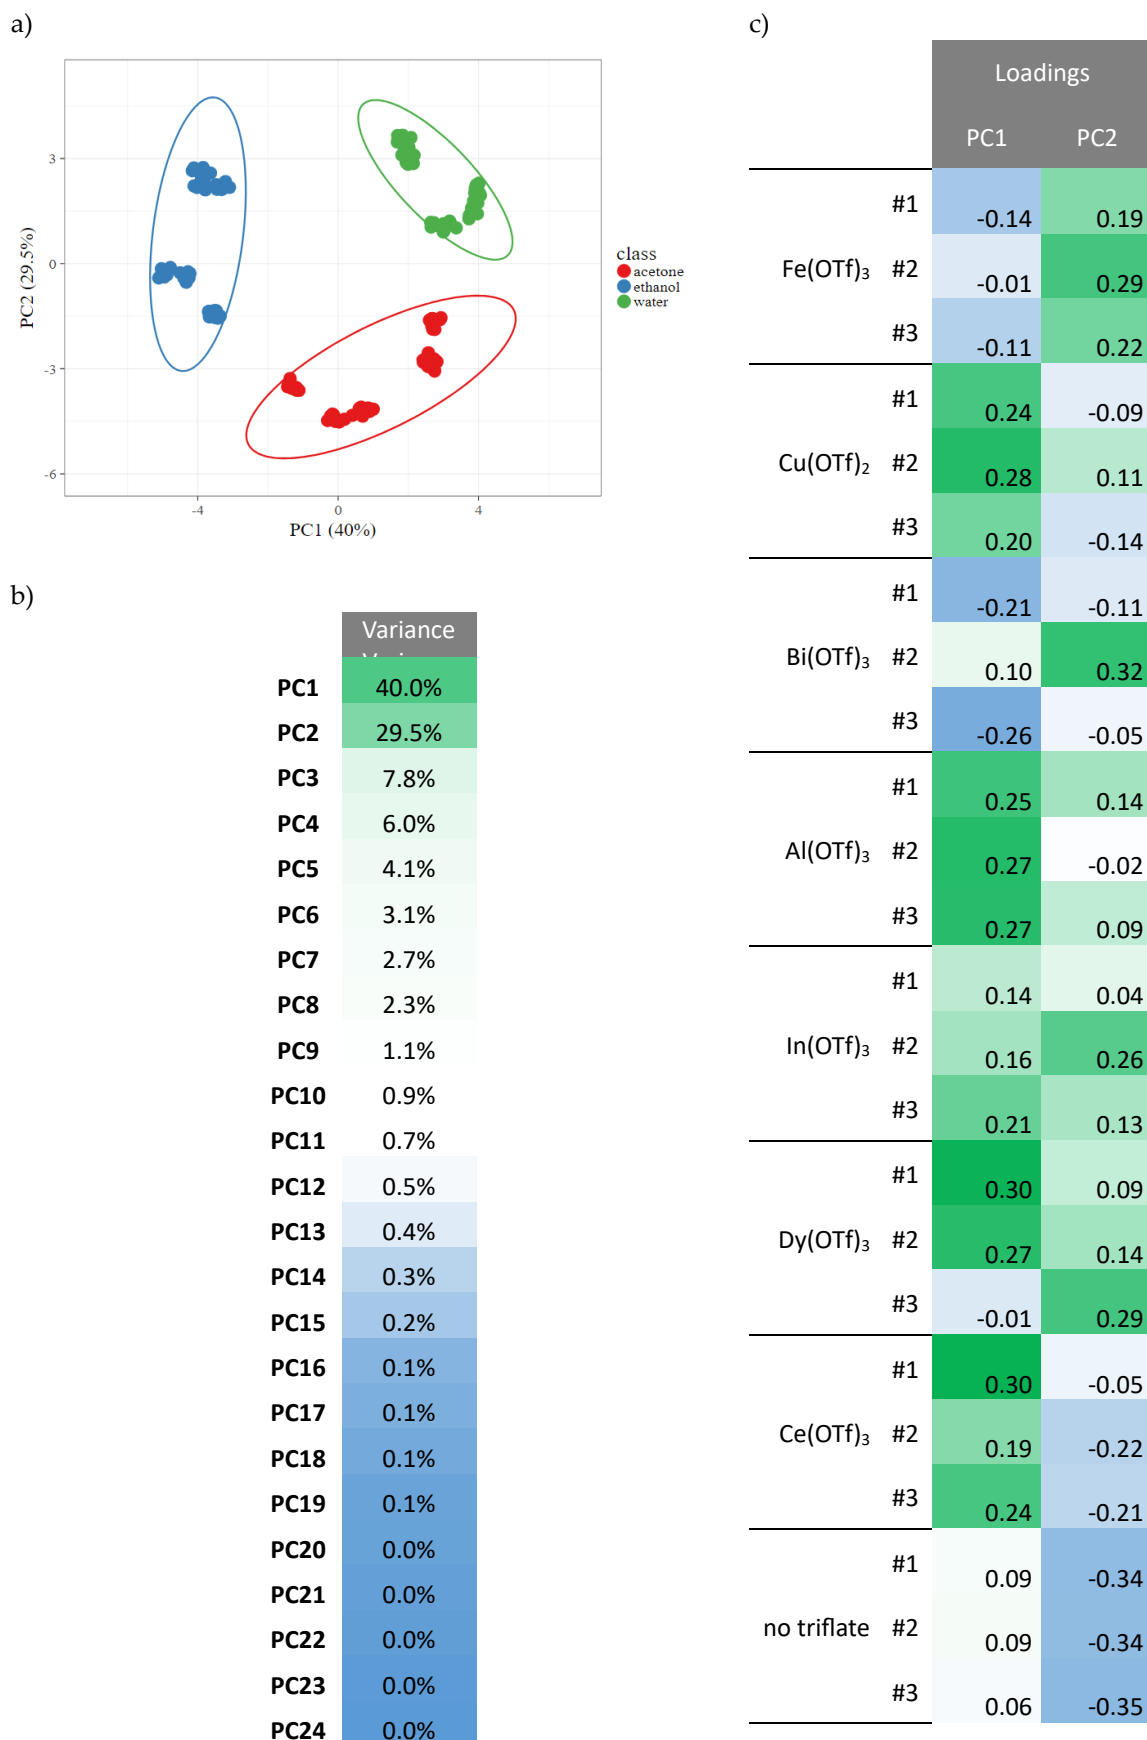 a)
3
0
-3
-6
PC2 (29.5%)
-4
0
4
PC1 (40%)
class
acetone
ethanol
water
b)
Variance
PC1 40.0%
PC2 29.5%
PC3 7.8%
PC4 6.0%
PC5 4.1%
PC6 3.1%
PC7 2.7%
PC8 2.3%
PC9 1.1%
PC10 0.9%
PC11 0.7%
PC12 0.5%
PC13 0.4%
PC14 0.3%
PC15 0.2%
PC16 0.1%
PC17 0.1%
PC18 0.1%
PC19 0.1%
PC20 0.0%
PC21 0.0%
PC22 0.0%
PC23 0.0%
PC24 0.0%
c)
Loadings
PC1 PC2
#1 -0.14 0.19
Fe(OTf)₃ #2 -0.01 0.29
#3 -0.11 0.22
#1 0.24 -0.09
Cu(OTf)₂ #2 0.28 0.11
#3 0.20 -0.14
#1 -0.21 -0.11
Bi(OTf)₃ #2 0.10 0.32
#3 -0.26 -0.05
#1 0.25 0.14
Al(OTf)₃ #2 0.27 -0.02
#3 0.27 0.09
#1 0.14 0.04
In(OTf)₃ #2 0.16 0.26
#3 0.21 0.13
#1 0.30 0.09
Dy(OTf)₃ #2 0.27 0.14
#3 -0.01 0.29
#1 0.30 -0.05
Ce(OTf)₃ #2 0.19 -0.22
#3 0.24 -0.21
#1 0.09 -0.34
no triflate #2 0.09 -0.34
#3 0.06 -0.35